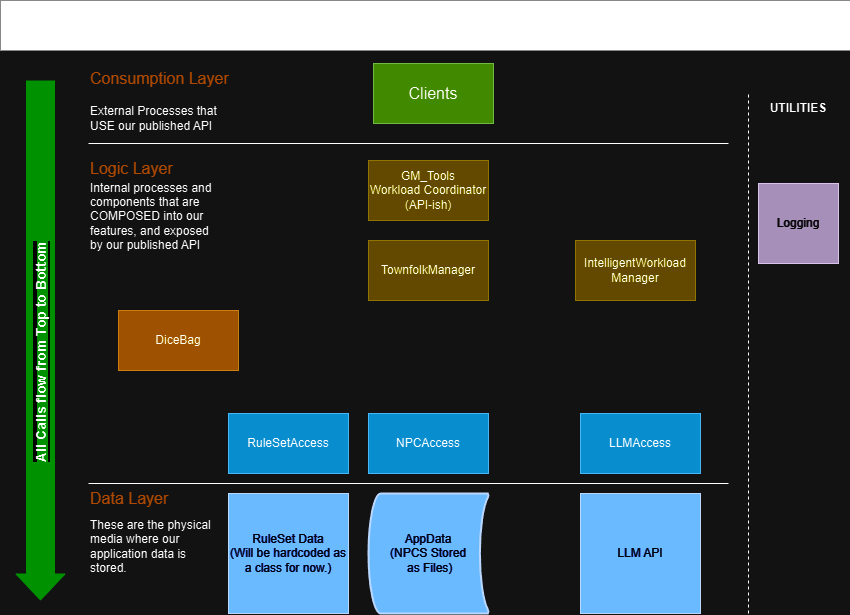 Consumption Layer
External Processes that
USE our published API
Clients
UTILITIES
Logic Layer
Internal processes and
components that are
COMPOSED into our
features, and exposed
by our published API
GM_Tools
Workload Coordinator
(API-ish)
Logging
TownfolkManager
IntelligentWorkload
Manager
All Calls flow from Top to Bottom
DiceBag
RuleSetAccess
NPCAccess
LLMAccess
Data Layer
These are the physical
media where our
application data is
stored.
RuleSet Data
(Will be hardcoded as
a class for now.)
AppData
(NPCS Stored
as Files)
LLM API